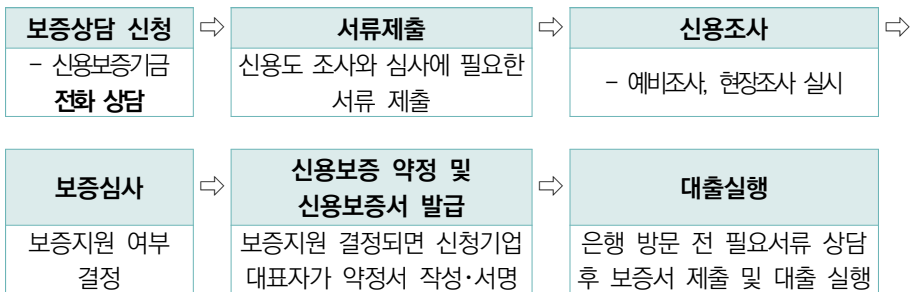 보증상담 신청 ⇨ 서류제출 ⇨ 신용조사 ⇨
- 신용보증기금
전화 상담
신용도 조사와 심사에 필요한
서류 제출
- 예비조사, 현장조사 실시
보증심사 ⇨ 신용보증 약정 및
신용보증서 발급 ⇨ 대출실행
보증지원 여부
결정
보증지원 결정되면 신청기업
대표자가 약정서 작성·서명
은행 방문 전 필요서류 상담
후 보증서 제출 및 대출 실행